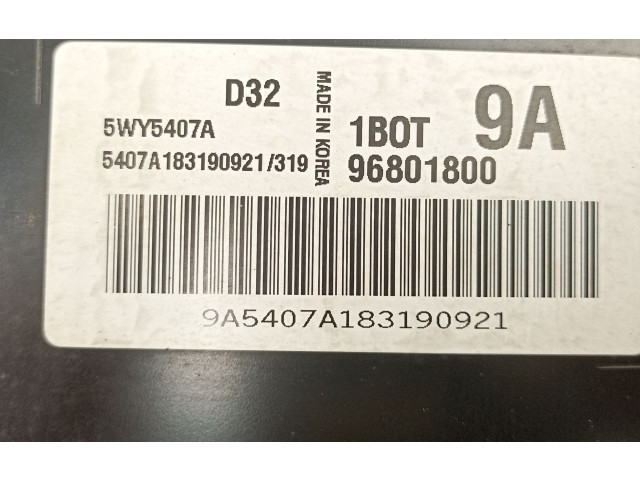 D32
5WY5407A
5407A183190921/319
MADE IN KOREA
1BOT 9A
96801800
9A5407A183190921